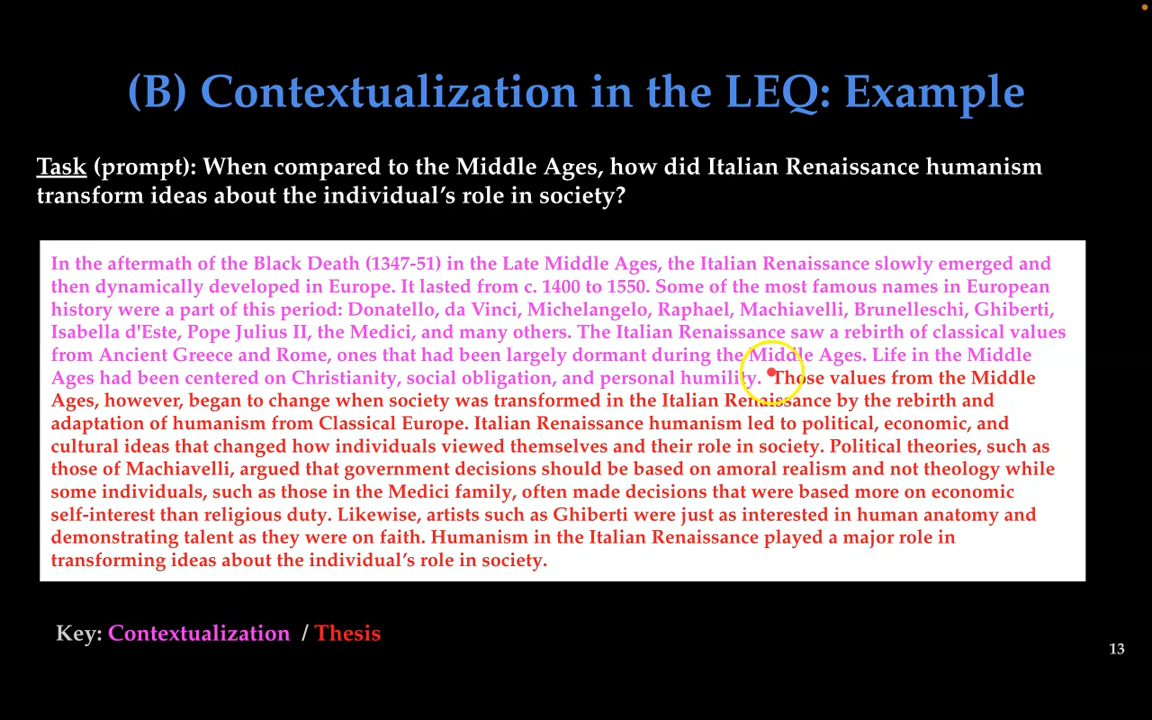 (B) Contextualization in the LEQ: Example
Task (prompt): When compared to the Middle Ages, how did Italian Renaissance humanism
transform ideas about the individual’s role in society?
In the aftermath of the Black Death (1347-51) in the Late Middle Ages, the Italian Renaissance slowly emerged and
then dynamically developed in Europe. It lasted from c. 1400 to 1550. Some of the most famous names in European
history were a part of this period: Donatello, da Vinci, Michelangelo, Raphael, Machiavelli, Brunelleschi, Ghiberti,
Isabella d'Este, Pope Julius II, the Medici, and many others. The Italian Renaissance saw a rebirth of classical values
from Ancient Greece and Rome, ones that had been largely dormant during the Middle Ages. Life in the Middle
Ages had been centered on Christianity, social obligation, and personal humility. Those values from the Middle
Ages, however, began to change when society was transformed in the Italian Renaissance by the rebirth and
adaptation of humanism from Classical Europe. Italian Renaissance humanism led to political, economic, and
cultural ideas that changed how individuals viewed themselves and their role in society. Political theories, such as
those of Machiavelli, argued that government decisions should be based on amoral realism and not theology while
some individuals, such as those in the Medici family, often made decisions that were based more on economic
self-interest than religious duty. Likewise, artists such as Ghiberti were just as interested in human anatomy and
demonstrating talent as they were on faith. Humanism in the Italian Renaissance played a major role in
transforming ideas about the individual’s role in society.
Key: Contextualization / Thesis
13